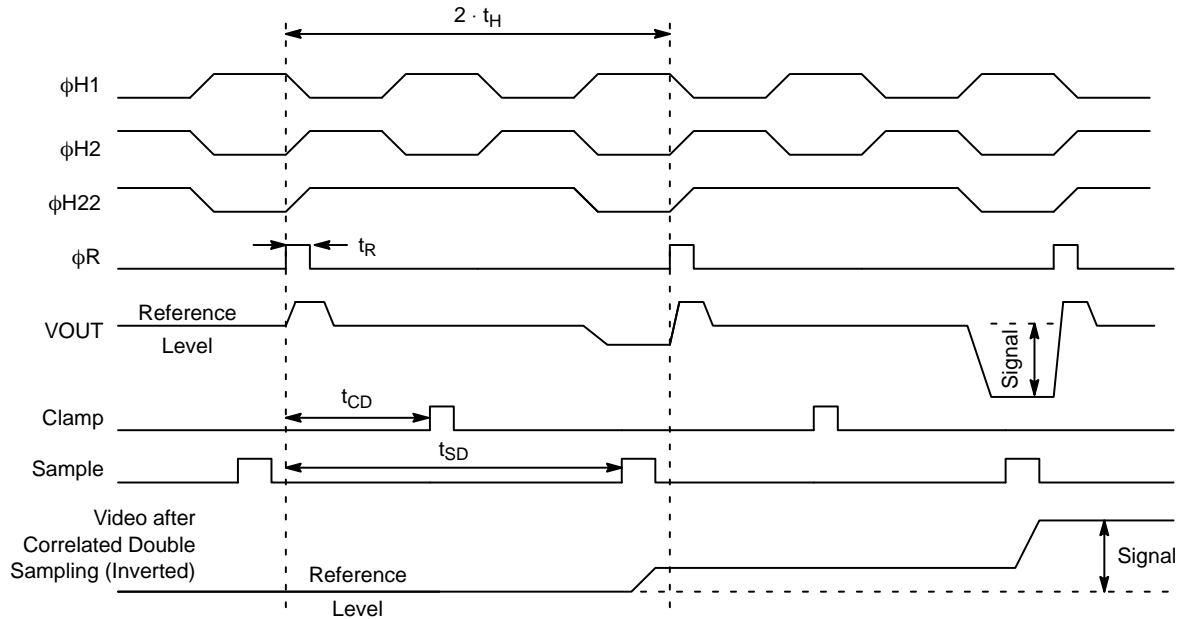 2 · tH
φH1
φH2
φH22
φR
tR
VOUT
Reference
Level
Signal
Clamp
tCD
Sample
tSD
Video after
Correlated Double
Sampling (Inverted)
Reference
Level
Signal